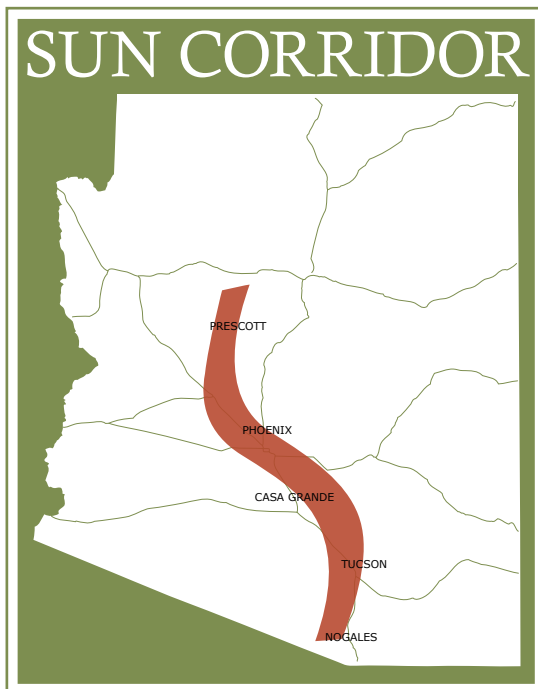 SUN CORRIDOR
PRESCOTT
PHOENIX
CASA GRANDE
TUCSON
NOGALES